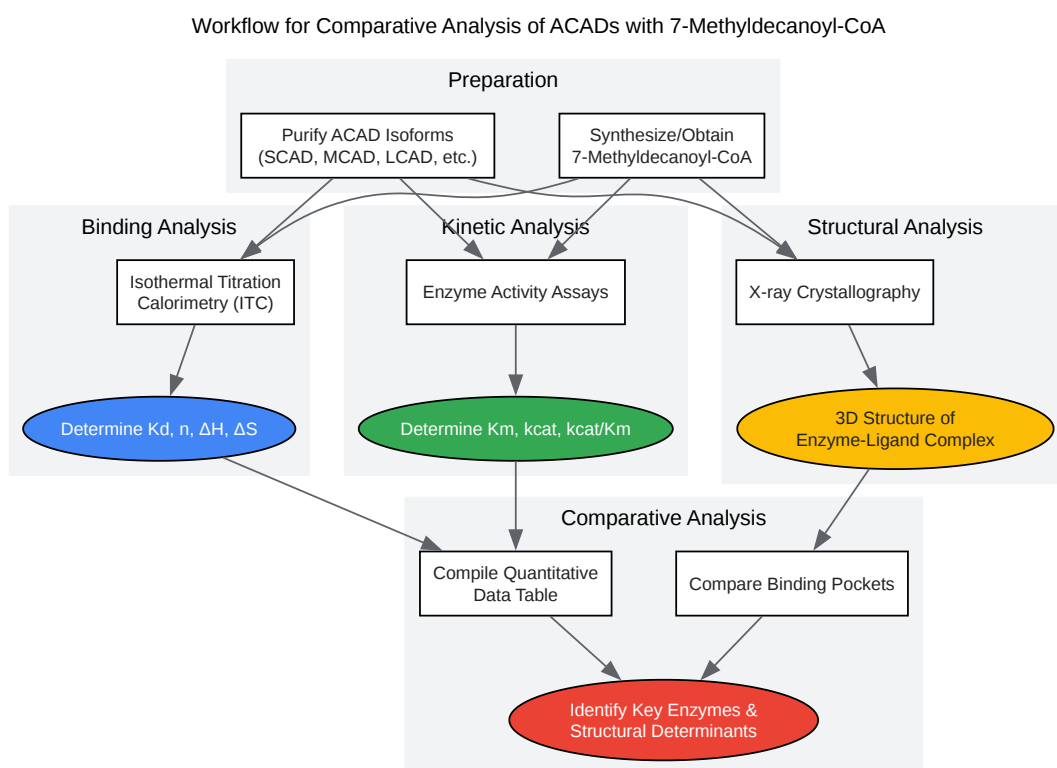 Workflow for Comparative Analysis of ACADs with 7-Methyldecanoyl-CoA
Preparation
Purify ACAD Isoforms
(SCAD, MCAD, LCAD, etc.)
Synthesize/Obtain
7-Methyldecanoyl-CoA
Binding Analysis
Kinetic Analysis
Structural Analysis
Isothermal Titration
Calorimetry (ITC)
Enzyme Activity Assays
X-ray Crystallography
Determine Kd, n, ΔH, ΔS
Determine Km, kcat, kcat/Km
3D Structure of
Enzyme-Ligand Complex
Comparative Analysis
Compile Quantitative
Data Table
Compare Binding Pockets
Identify Key Enzymes &
Structural Determinants